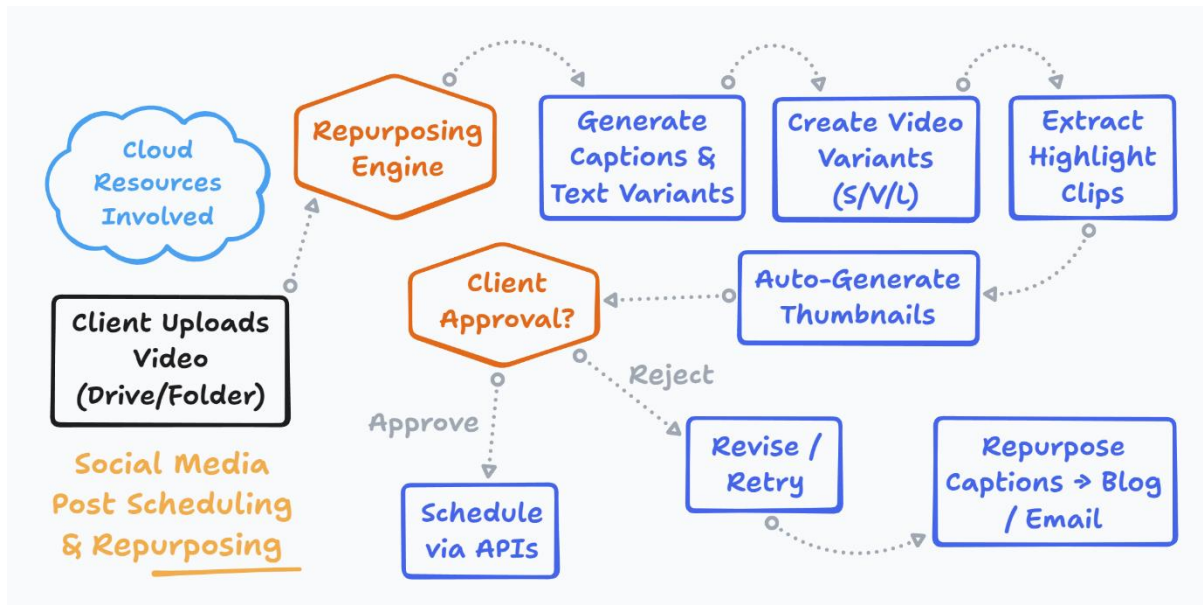 Cloud
Resources
Involved
Repurposing
Engine
Generate
Captions &
Text Variants
Create Video
Variants
(S/V/L)
Extract
Highlight
Clips
Client Uploads
Video
(Drive/Folder)
Client
Approval?
Auto-Generate
Thumbnails
Approve
Reject
Social Media
Post Scheduling
& Repurposing
Schedule
via APIs
Revise /
Retry
Repurpose
Captions → Blog
/ Email